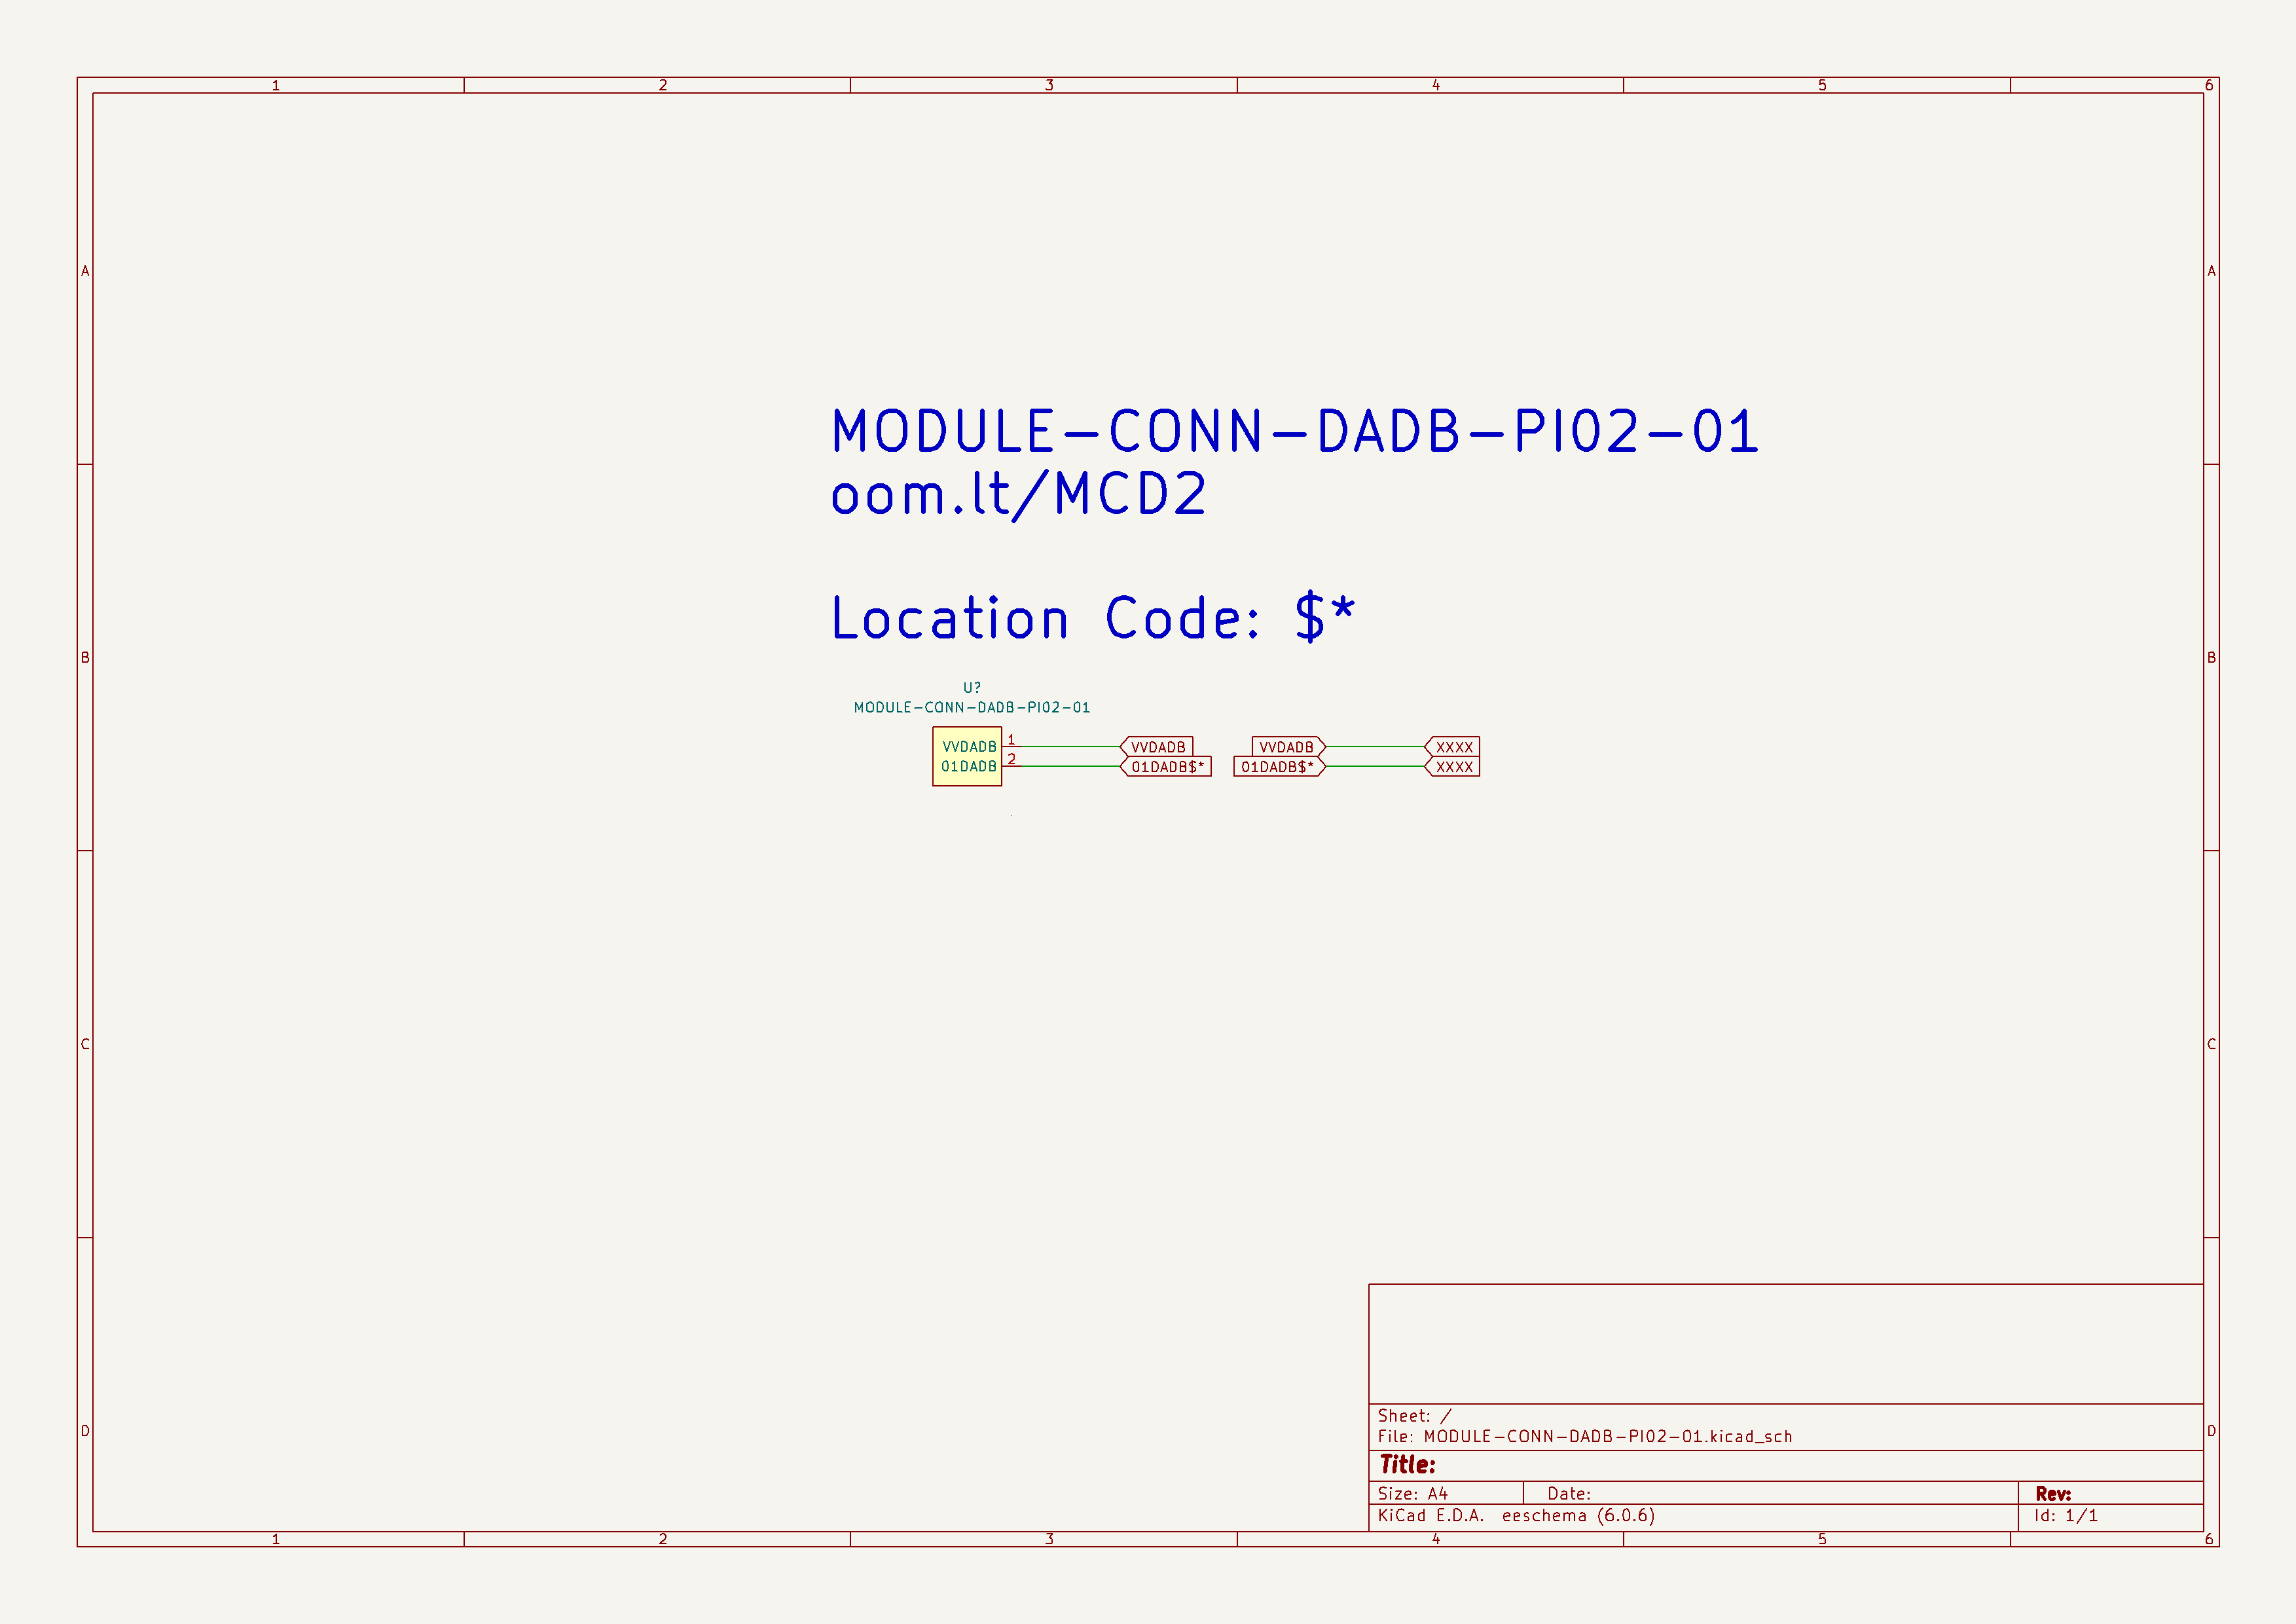 1 2 3 4 5 6
A A
MODULE-CONN-DADB-PI02-01
oom.lt/MCD2
Location Code: $*
B B
U?
MODULE-CONN-DADB-PI02-01
VVDADB 1 VVDADB VVDADB XXXX
01DADB 2 01DADB$* 01DADB$* XXXX
C C
Sheet: /
D D
File: MODULE-CONN-DADB-PI02-01.kicad_sch
Title:
Size: A4 Date: Rev:
KiCad E.D.A. eeschema (6.0.6) Id: 1/1
1 2 3 4 5 6